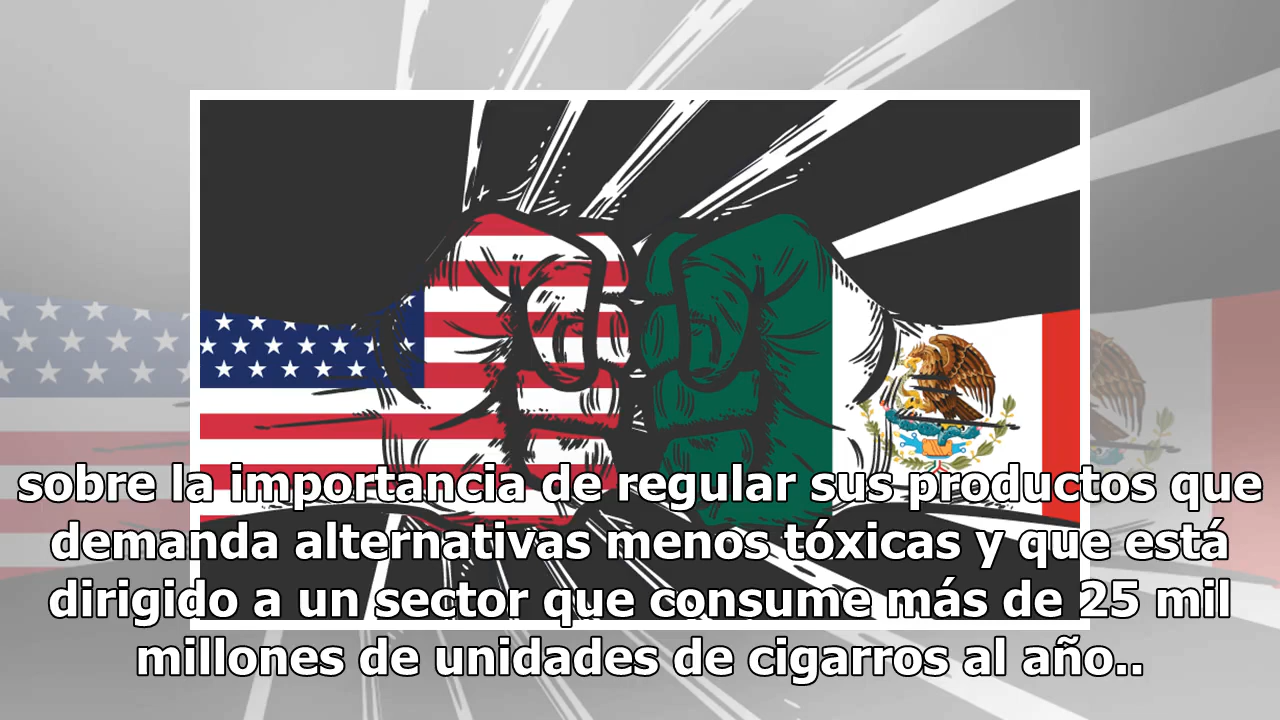 sobre la importancia de regular sus productos que
demanda alternativas menos tóxicas y que está
dirigido a un sector que consume más de 25 mil
millones de unidades de cigarros al año..